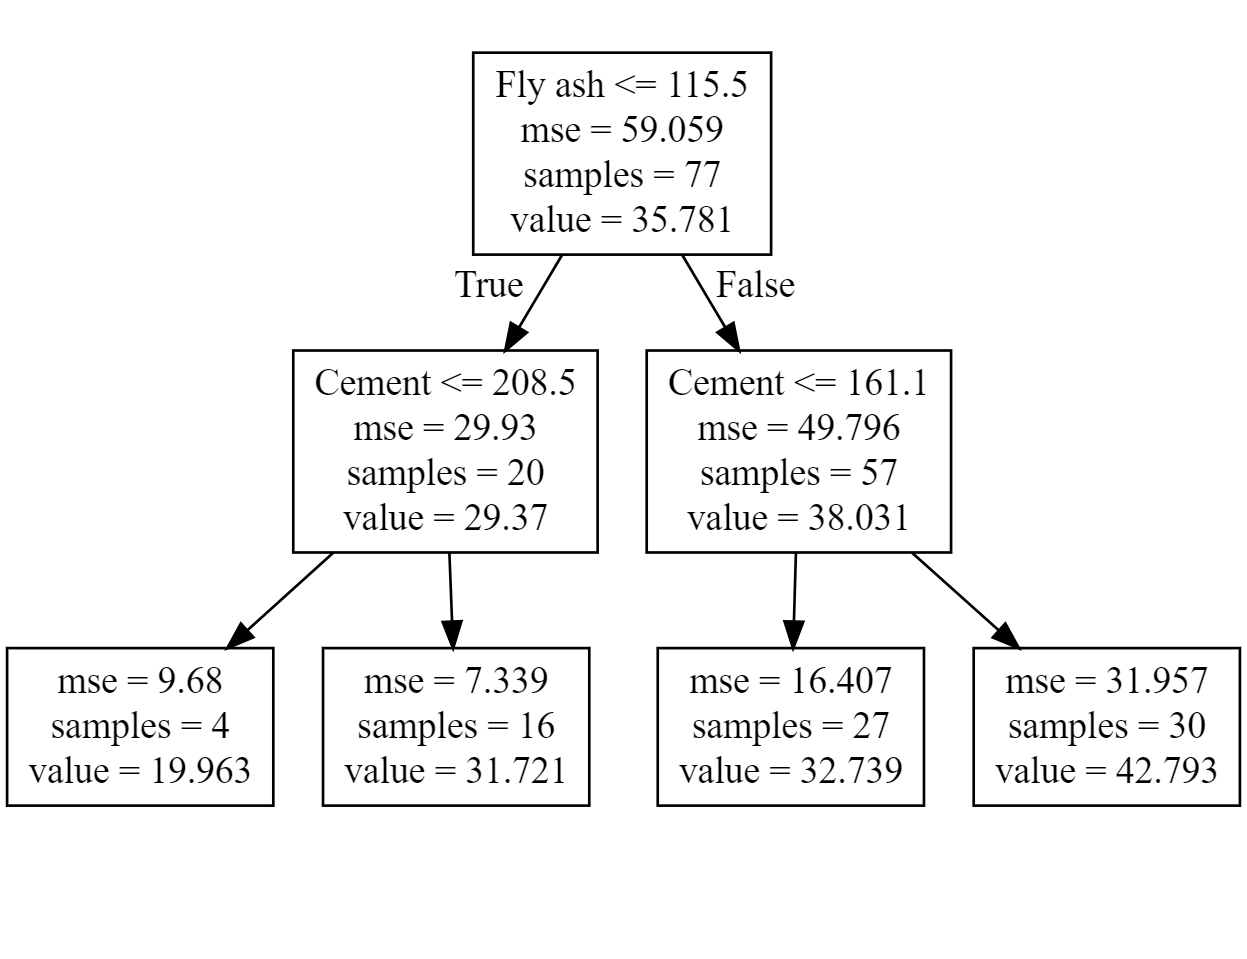 Fly ash <= 115.5
mse = 59.059
samples = 77
value = 35.781
True
False
Cement <= 208.5
mse = 29.93
samples = 20
value = 29.37
Cement <= 161.1
mse = 49.796
samples = 57
value = 38.031
mse = 9.68
samples = 4
value = 19.963
mse = 7.339
samples = 16
value = 31.721
mse = 16.407
samples = 27
value = 32.739
mse = 31.957
samples = 30
value = 42.793